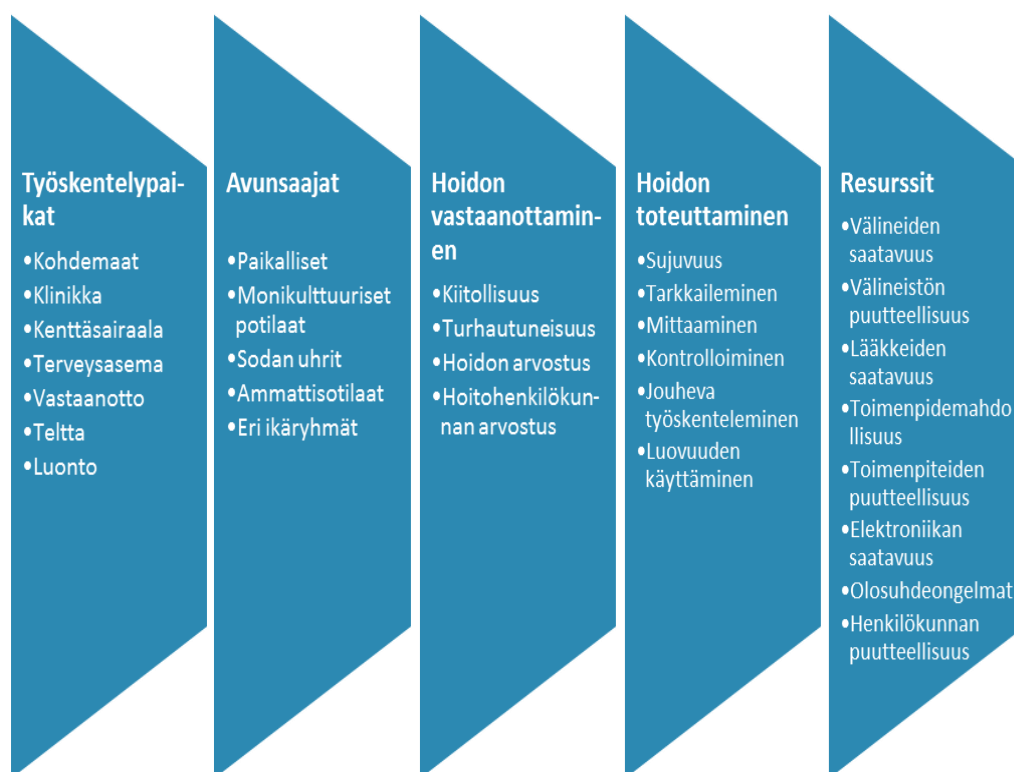 Työskentelypai-
kat
•Kohdemaat
•Klinikka
•Kenttäsairaala
•Terveysasema
•Vastaanotto
•Teltta
•Luonto
Avunsaajat
•Paikalliset
•Monikulttuuriset
potilaat
•Sodan uhrit
•Ammattisotilaat
•Eri ikäryhmät
Hoidon
vastaanottamin-
en
•Kiitollisuus
•Turhautuneisuus
•Hoidon arvostus
•Hoitohenkilökun-
nan arvostus
Hoidon
toteuttaminen
•Sujuvuus
•Tarkkaileminen
•Mittaaminen
•Kontrolloiminen
•Jouheva
työskenteleminen
•Luovuuden
käyttäminen
Resurssit
•Välineiden
saatavuus
•Välineistön
puutteellisuus
•Lääkkeiden
saatavuus
•Toimenpidemahdo
llisuus
•Toimenpiteiden
puutteellisuus
•Elektroniikan
saatavuus
•Olosuhdeongelmat
•Henkilökunnan
puutteellisuus